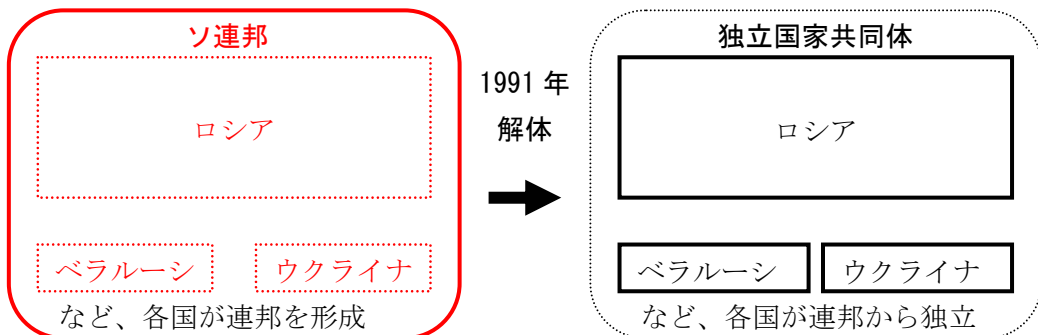 ソ連邦
ロシア
ベラルーシ
ウクライナ
など、各国が連邦を形成
1991 年
解体
独立国家共同体
ロシア
ベラルーシ
ウクライナ
など、各国が連邦から独立